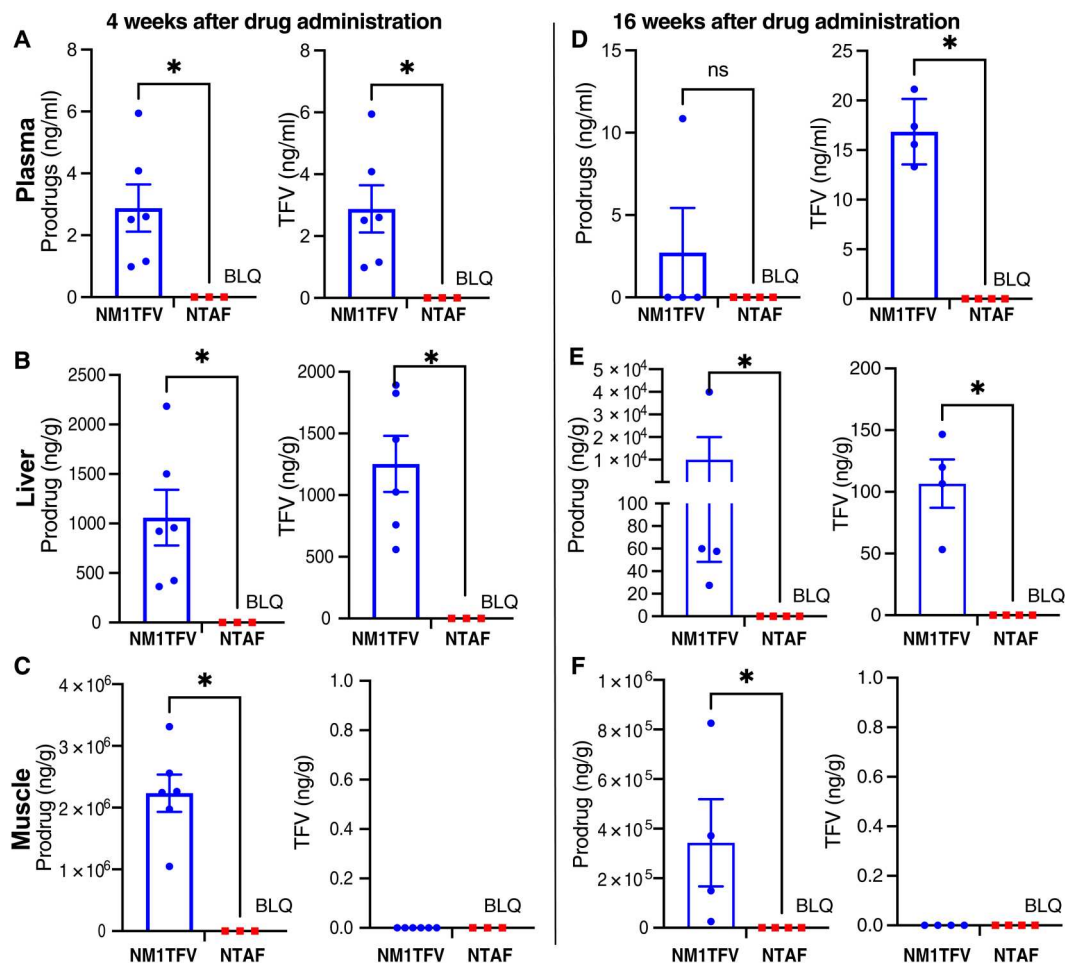 4 weeks after drug administration
16 weeks after drug administration
A
Plasma
Prodrugs (ng/ml)
8
6
4
2
0
*
BLQ
NM1TFV
NTAF
TFV (ng/ml)
8
6
4
2
0
*
BLQ
NM1TFV
NTAF
D
Prodrugs (ng/ml)
15
10
5
0
ns
BLQ
NM1TFV
NTAF
TFV (ng/ml)
25
20
15
10
5
0
*
BLQ
NM1TFV
NTAF
B
Liver
Prodrug (ng/g)
2500
2000
1500
1000
500
0
*
BLQ
NM1TFV
NTAF
TFV (ng/g)
2000
1500
1000
500
0
*
BLQ
NM1TFV
NTAF
E
Prodrug (ng/g)
5×10⁴
4×10⁴
3×10⁴
2×10⁴
1×10⁴
100
80
60
40
20
0
*
BLQ
NM1TFV
NTAF
TFV (ng/g)
200
150
100
50
0
*
BLQ
NM1TFV
NTAF
C
Muscle
Prodrug (ng/g)
4×10⁶
3×10⁶
2×10⁶
1×10⁶
0
*
BLQ
NM1TFV
NTAF
TFV (ng/g)
1.0
0.8
0.6
0.4
0.2
0.0
BLQ
NM1TFV
NTAF
F
Prodrug (ng/g)
1×10⁶
8×10⁵
6×10⁵
4×10⁵
2×10⁵
0
*
BLQ
NM1TFV
NTAF
TFV (ng/g)
1.0
0.8
0.6
0.4
0.2
0.0
BLQ
NM1TFV
NTAF